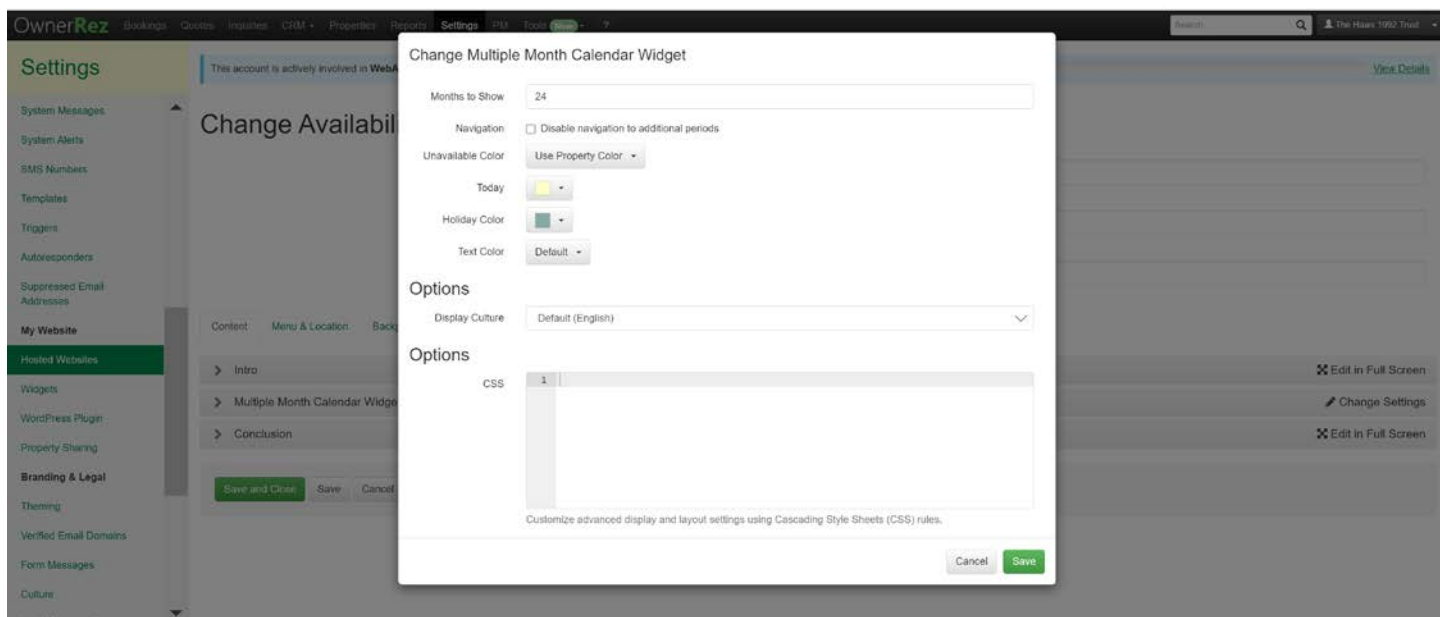 OwnerRez Bookings Quotes Inquiries CRM Properties Reports Settings PM Tools ? Search The Haws 1992 Trust
Settings
This account is actively involved in
View Details
System Messages
System Alerts
SMS Numbers
Templates
Triggers
Autoresponders
Suppressed Email
Addresses
My Website
Hosted Websites
Widgets
WordPress Plugin
Property Sharing
Branding & Legal
Theming
Verified Email Domains
Form Messages
Culture
Change Availabil
Content Menu & Location Backg
Intro Edit in Full Screen
Multiple Month Calendar Widge Change Settings
Conclusion Edit in Full Screen
Save and Close Save Cancel
Change Multiple Month Calendar Widget
Months to Show 24
Navigation Disable navigation to additional periods
Unavailable Color Use Property Color
Today
Holiday Color
Text Color Default
Options
Display Culture Default (English)
Options
CSS 1
Customize advanced display and layout settings using Cascading Style Sheets (CSS) rules.
Cancel Save